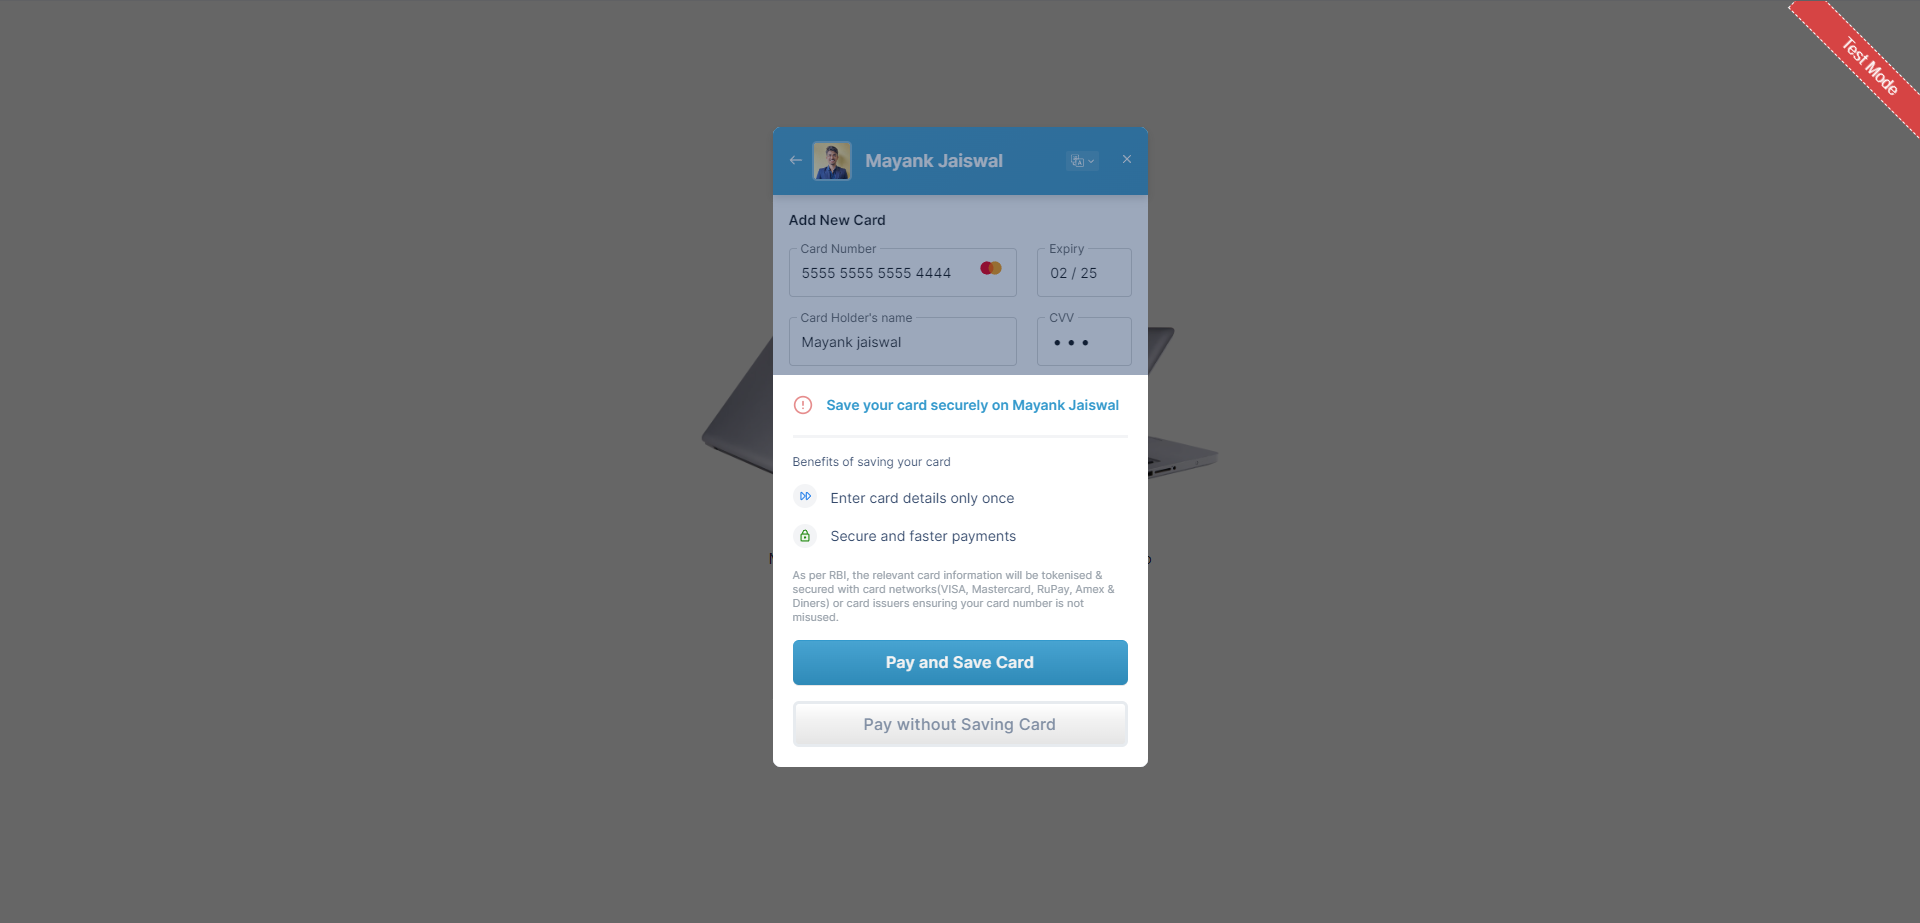 Test Mode
Mayank Jaiswal
Add New Card
Card Number
Expiry
5555 5555 5555 4444
02 / 25
Card Holder's name
CVV
Mayank jaiswal
Save your card securely on Mayank Jaiswal
Benefits of saving your card
Enter card details only once
Secure and faster payments
As per RBI, the relevant card information will be tokenised &
secured with card networks(VISA, Mastercard, RuPay, Amex &
Diners) or card issuers ensuring your card number is not
misused.
Pay and Save Card
Pay without Saving Card